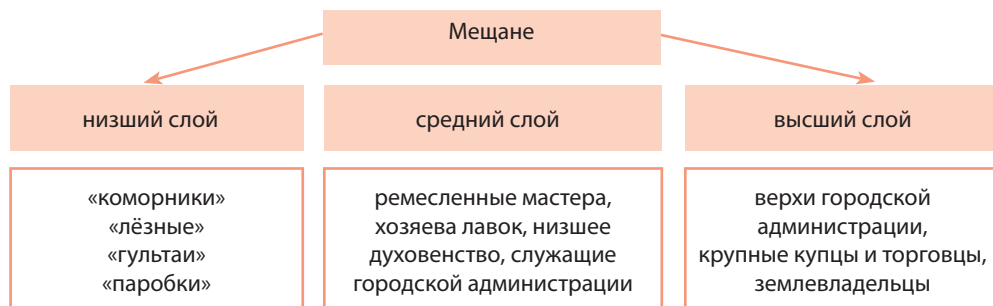 Мещане
низший слой
средний слой
высший слой
«коморники»
«лёзные»
«гультаи»
«паробки»
ремесленные мастера,
хозяева лавок, низшее
духовенство, служащие
городской администрации
верхи городской
администрации,
крупные купцы и торговцы,
землевладельцы